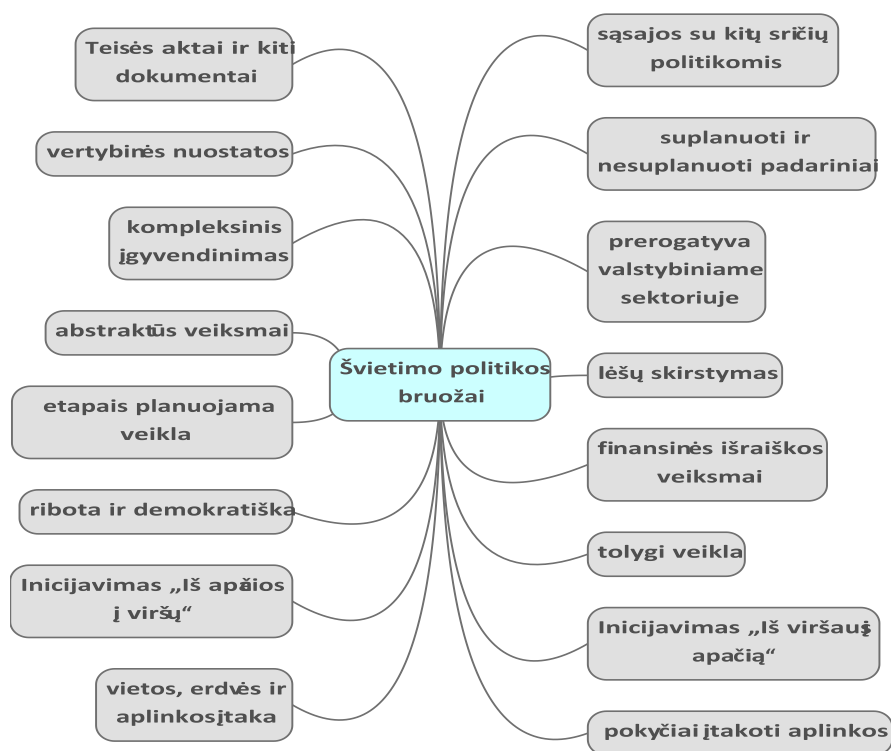 Teisės aktai ir kiti
dokumentai
vertybinės nuostatos
kompleksinis
įgyvendinimas
abstraktūs veiksmai
etapais planuojama
veikla
ribota ir demokratiška
Inicijavimas „Iš apačios
į viršų“
vietos, erdvės ir
aplinkos įtaka
Švietimo politikos
bruožai
sąsajos su kitų sričių
politikomis
suplanuoti ir
nesuplanuoti padariniai
prerogatyva
valstybiniame
sektoriuje
lėšų skirstymas
finansinės išraiškos
veiksmai
tolygi veikla
Inicijavimas „Iš viršaus į
apačią“
pokyčiai įtakoti aplinkos